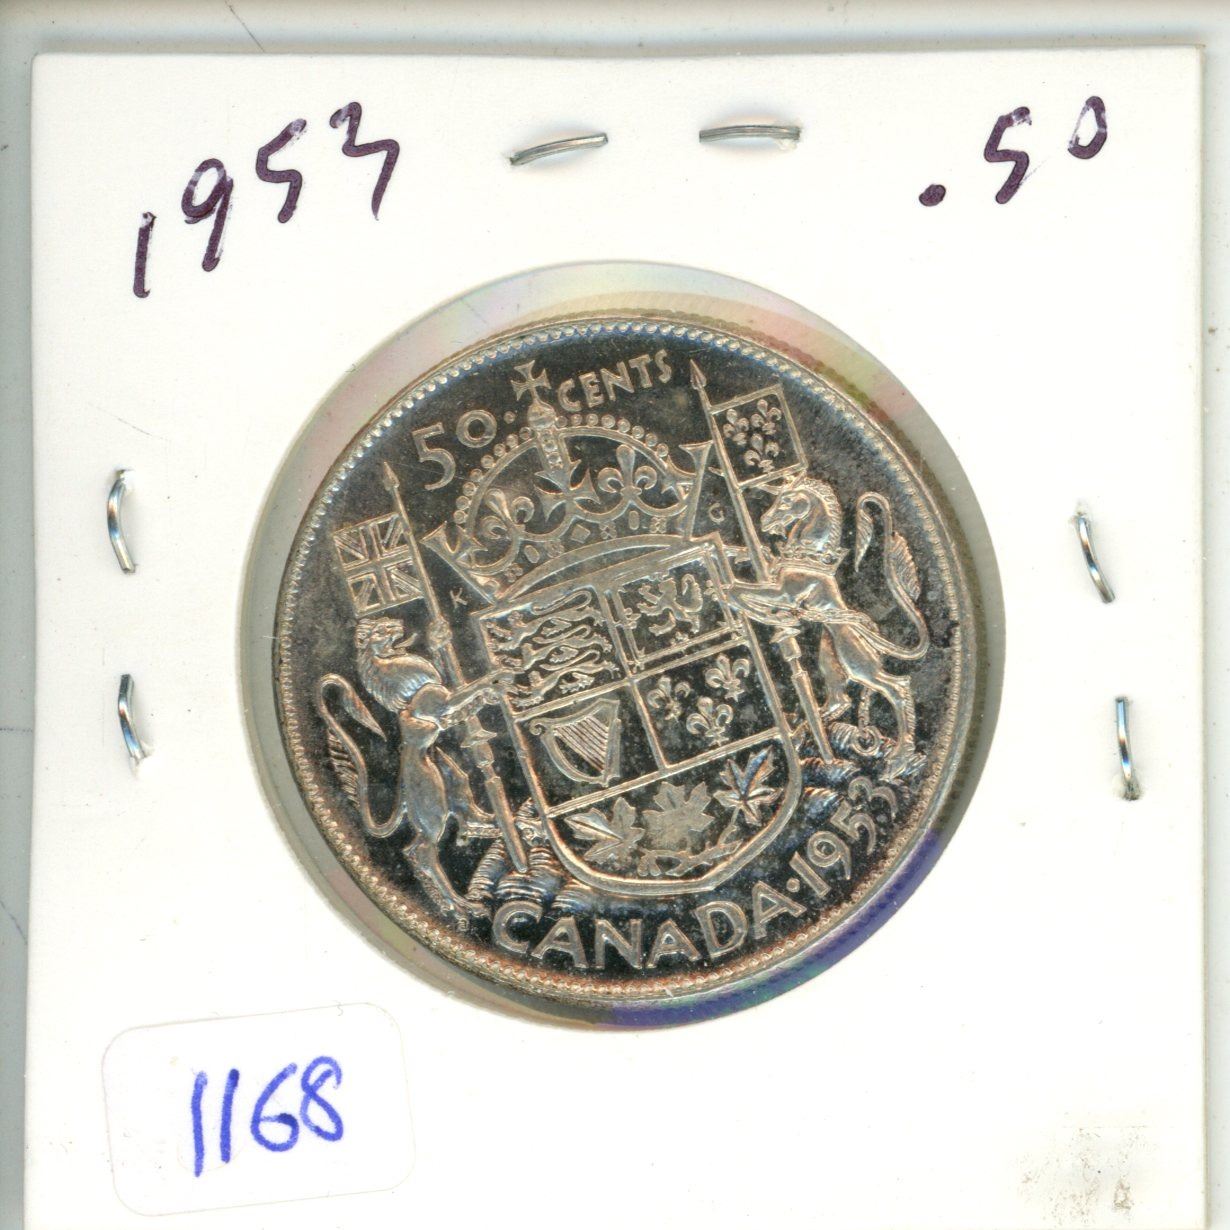 1953 .50
50 · CENTS
K G
CANADA · 1953
1168